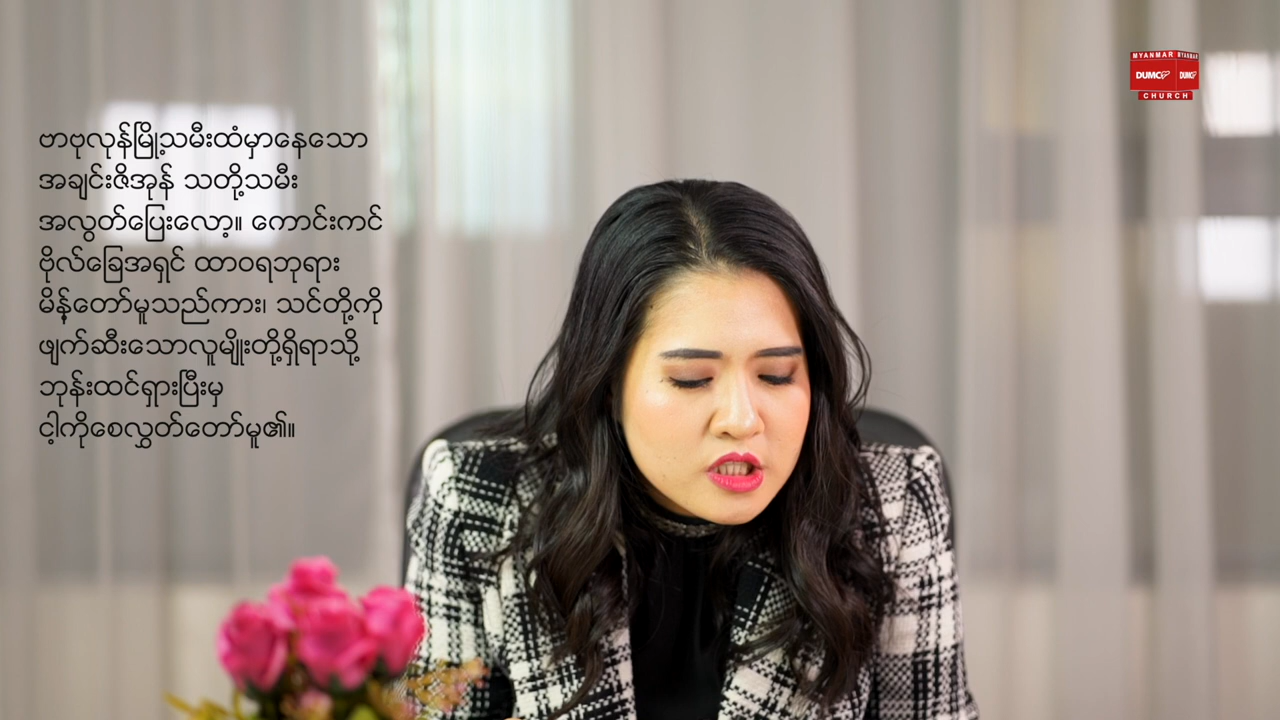 ဗာဗုလုန်မြို့သမီးထံမှာနေသော
အချင်းဇိအုန် သတို့သမီး
အလွတ်ပြေးလော့။ ကောင်းကင်
ဗိုလ်ခြေအရှင် ထာဝရဘုရား
မိန့်တော်မူသည်ကား၊ သင်တို့ကို
ဖျက်ဆီးသောလူမျိုးတို့ရှိရာသို့
ဘုန်းထင်ရှားပြီးမှ
ငါ့ကိုစေလွှတ်တော်မူ၏။
MYANMAR MYANMAR
DUMC DUMC
CHURCH